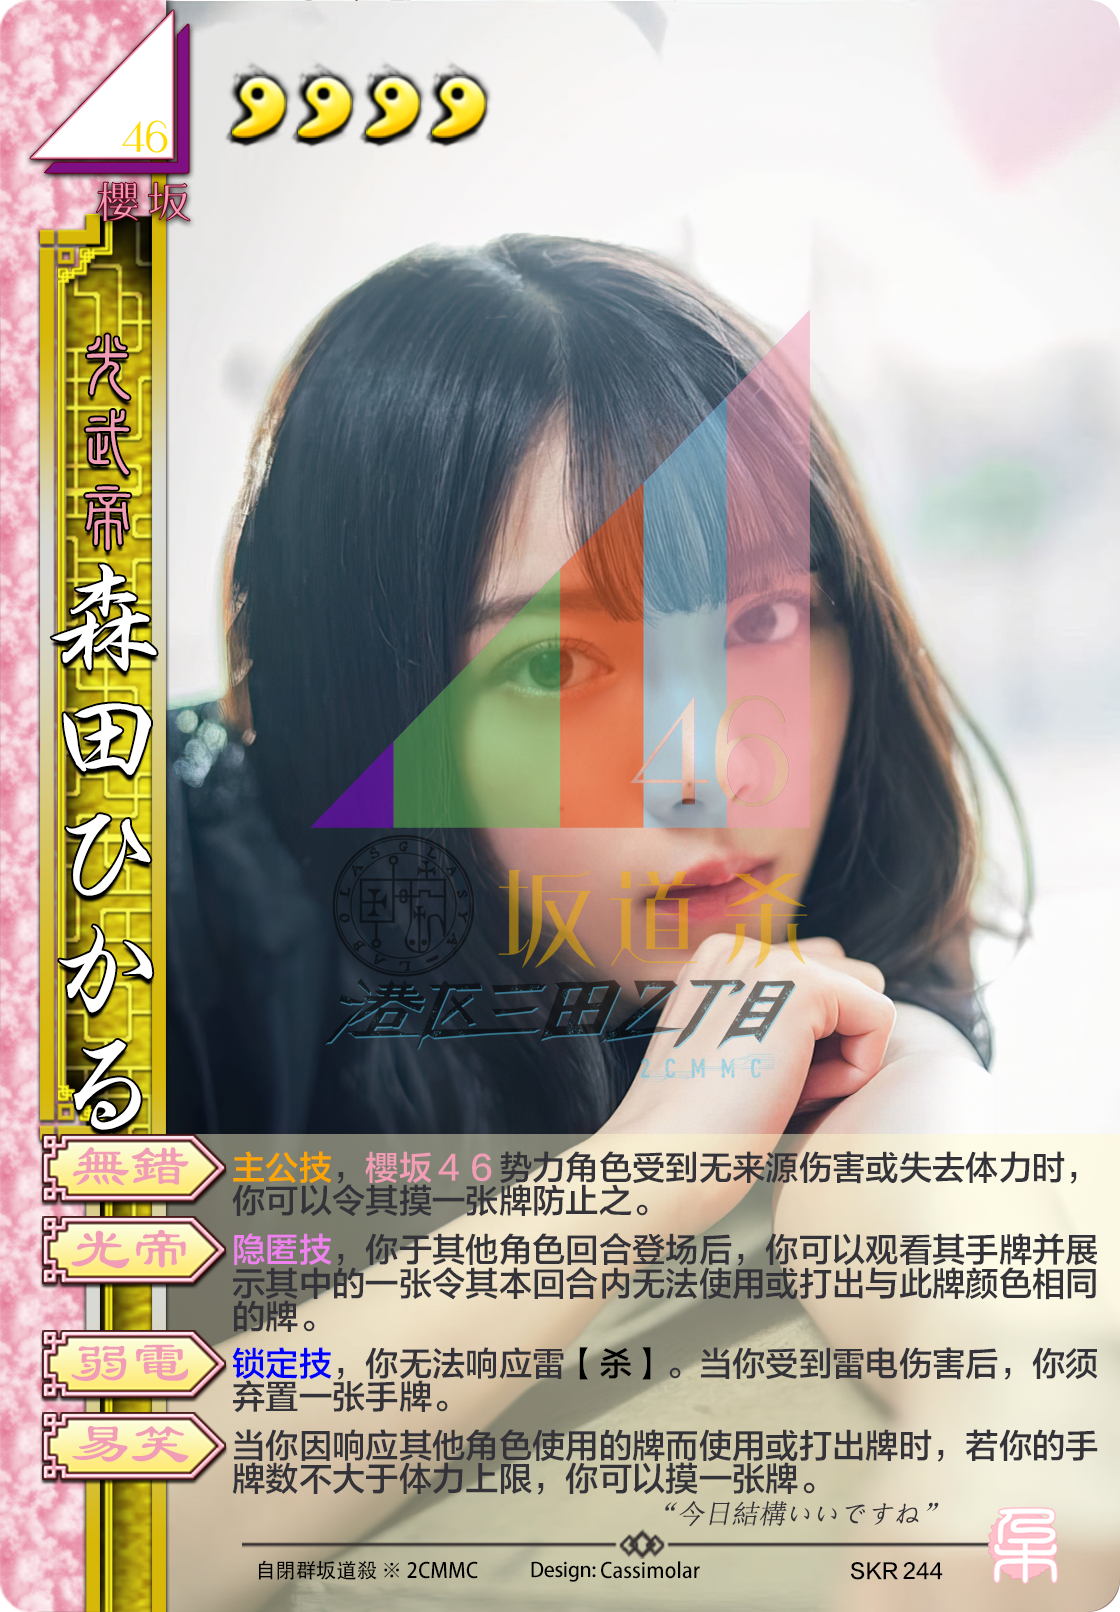 46
櫻坂
光武帝
森田ひかる
46
坂道杀
港区三田2丁目
2CMMC
無錯
主公技，櫻坂４６势力角色受到无来源伤害或失去体力时，
你可以令其摸一张牌防止之。
光帝
隐匿技，你于其他角色回合登场后，你可以观看其手牌并展
示其中的一张令其本回合内无法使用或打出与此牌颜色相同
的牌。
弱電
锁定技，你无法响应雷【杀】。当你受到雷电伤害后，你须
弃置一张手牌。
易笑
当你因响应其他角色使用的牌而使用或打出牌时，若你的手
牌数不大于体力上限，你可以摸一张牌。
“今日結構いいですね”
自閉群坂道殺 ※ 2CMMC
Design: Cassimolar
SKR 244